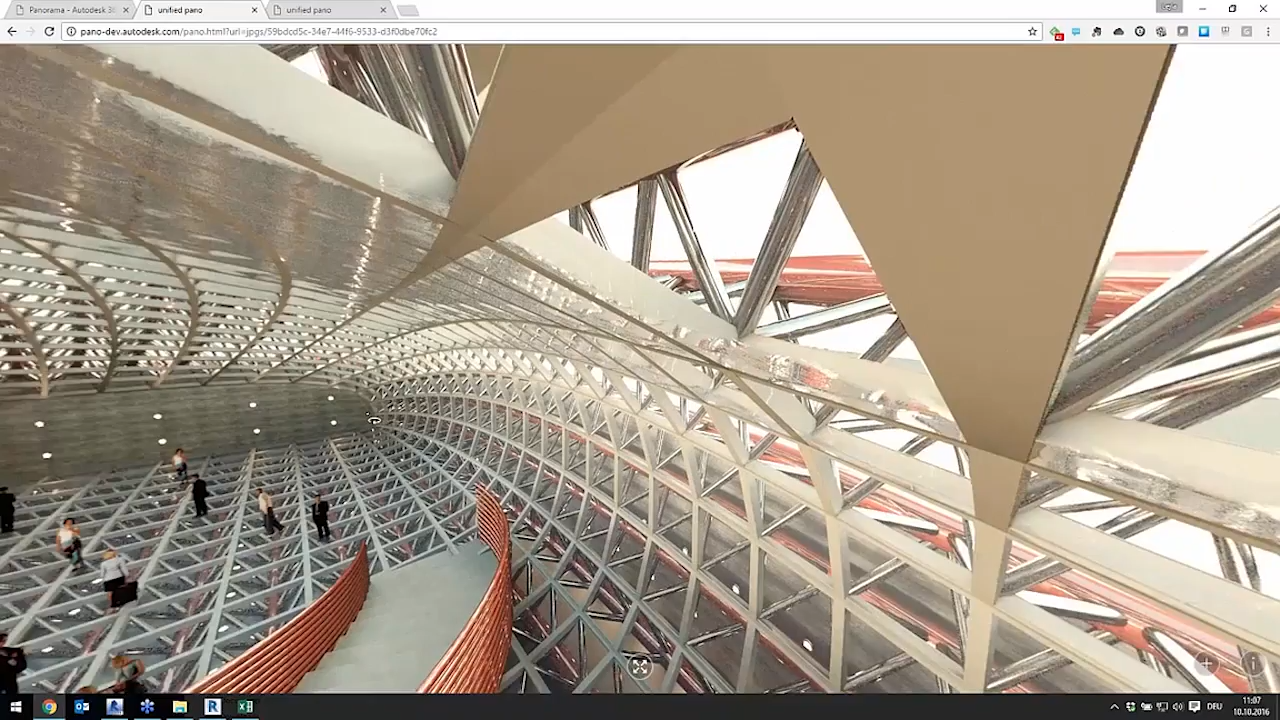 Panorama - Autodesk 36
unified pano
unified pano
pano-dev.autodesk.com/pano.html?url=jpgs/59bdcd5c-34e7-44f6-9533-d3f0dbe70fc2
DEU
11:07
10.10.2016